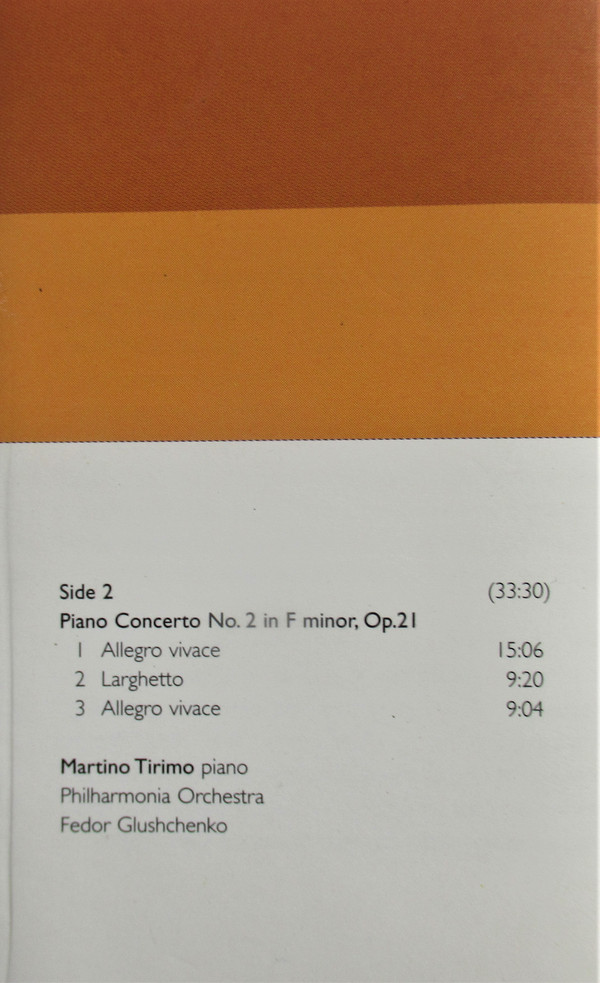 Side 2 (33:30)
Piano Concerto No. 2 in F minor, Op.21
1 Allegro vivace 15:06
2 Larghetto 9:20
3 Allegro vivace 9:04
Martino Tirimo piano
Philharmonia Orchestra
Fedor Glushchenko